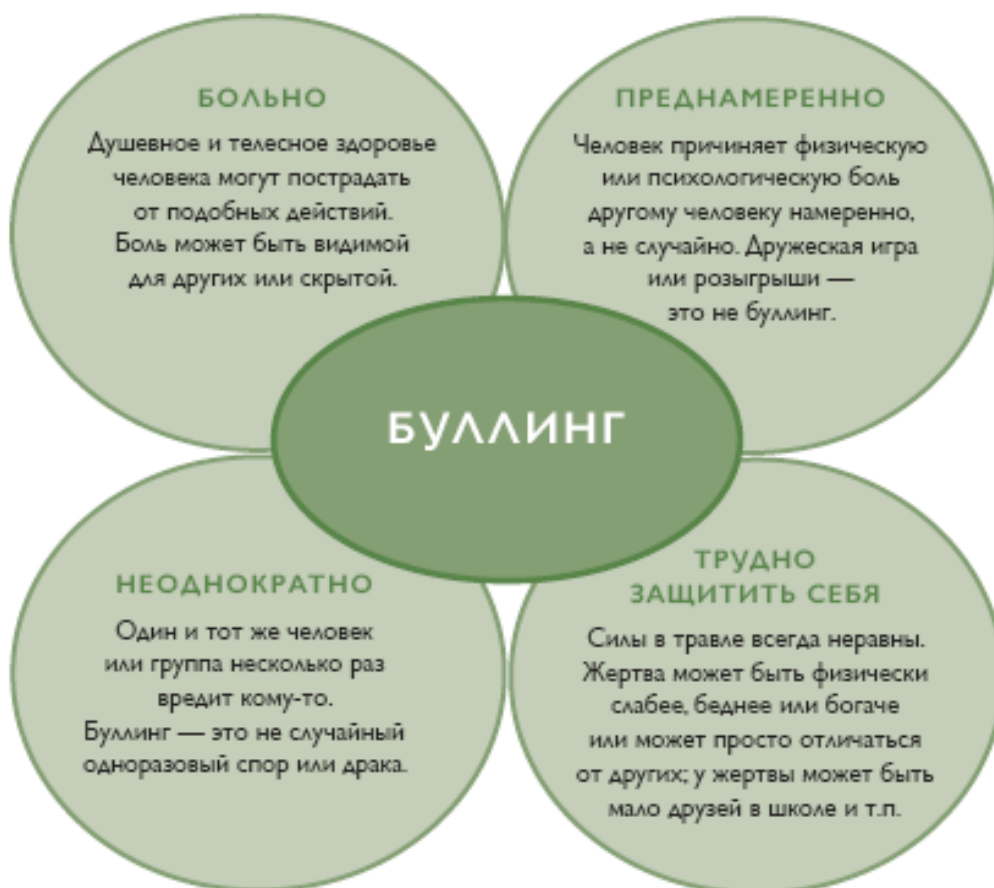 БОЛЬНО
Душевное и телесное здоровье
человека могут пострадать
от подобных действий.
Боль может быть видимой
для других или скрытой.
ПРЕДНАМЕРЕННО
Человек причиняет физическую
или психологическую боль
другому человеку намеренно,
а не случайно. Дружеская игра
или розыгрыши —
это не буллинг.
БУЛЛИНГ
НЕОДНОКРАТНО
Один и тот же человек
или группа несколько раз
вредит кому-то.
Буллинг — это не случайный
одноразовый спор или драка.
ТРУДНО
ЗАЩИТИТЬ СЕБЯ
Силы в травле всегда неравны.
Жертва может быть физически
слабее, беднее или богаче
или может просто отличаться
от других; у жертвы может быть
мало друзей в школе и т.п.